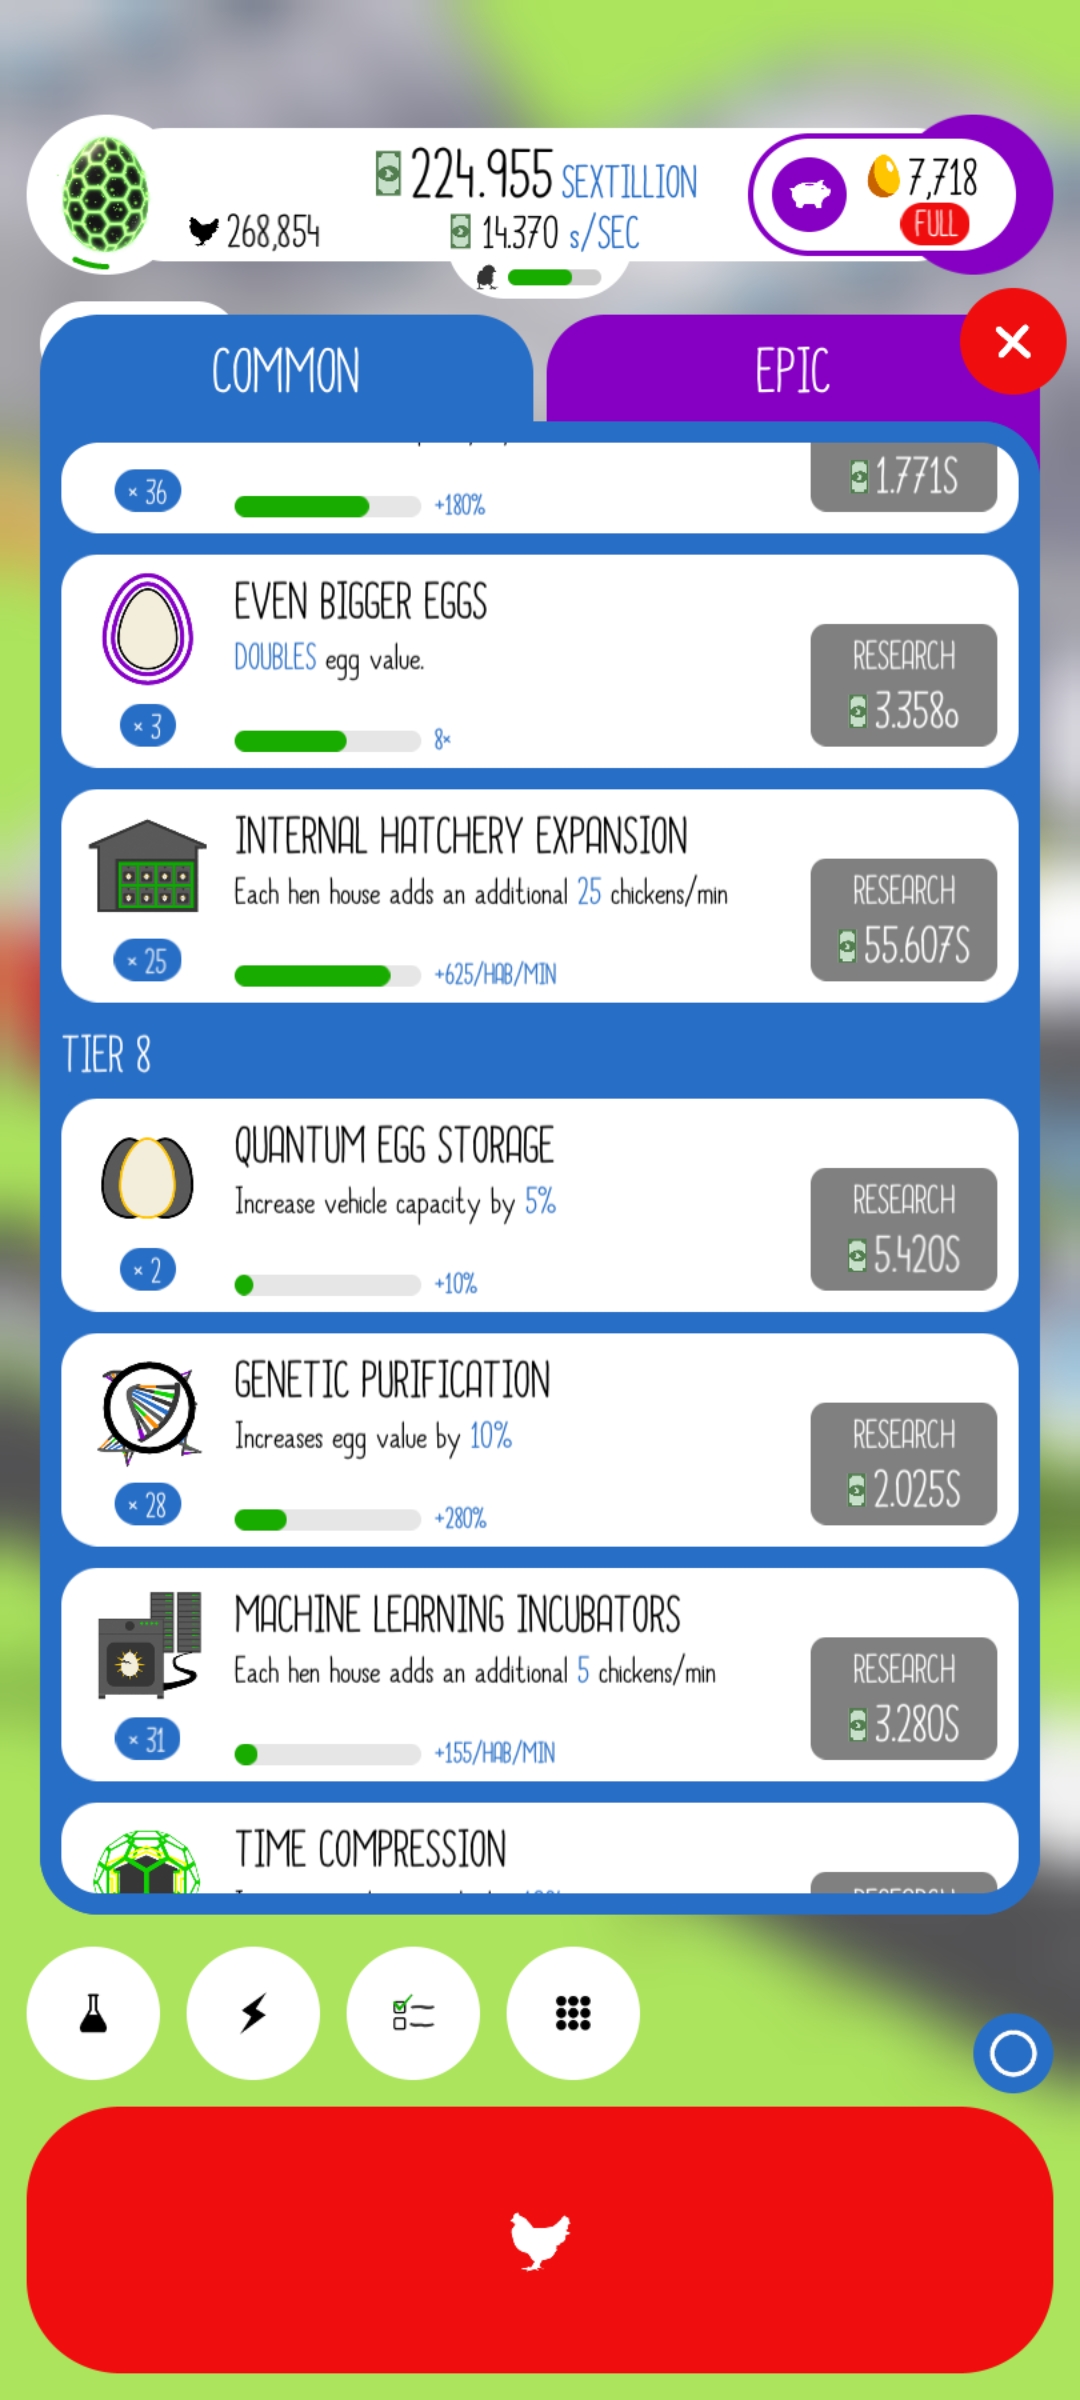 224.955 SEXTILLION
268,854
14.370 s/SEC
7,718
FULL
COMMON
EPIC
× 36
+180%
1.771S
EVEN BIGGER EGGS
DOUBLES egg value.
× 3
8×
RESEARCH
3.358o
INTERNAL HATCHERY EXPANSION
Each hen house adds an additional 25 chickens/min
× 25
+625/HAB/MIN
RESEARCH
55.607S
TIER 8
QUANTUM EGG STORAGE
Increase vehicle capacity by 5%
× 2
+10%
RESEARCH
5.420S
GENETIC PURIFICATION
Increases egg value by 10%
× 28
+280%
RESEARCH
2.025S
MACHINE LEARNING INCUBATORS
Each hen house adds an additional 5 chickens/min
× 31
+155/HAB/MIN
RESEARCH
3.280S
TIME COMPRESSION